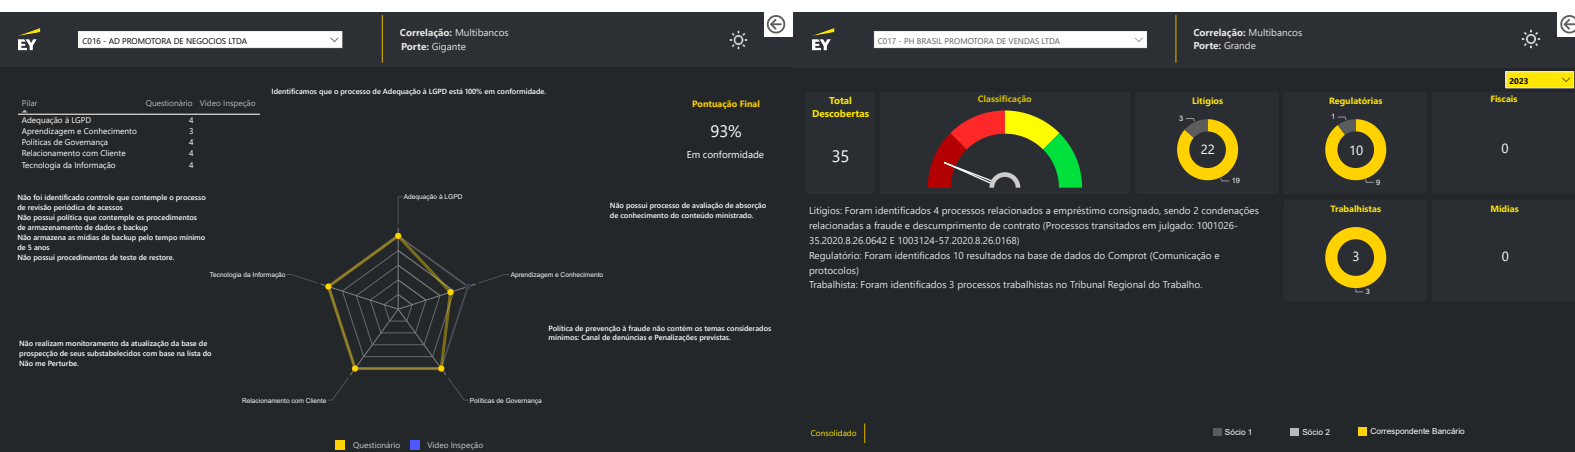 EY
C016 - AD PROMOTORA DE NEGOCIOS LTDA
Correlação: Multibancos
Porte: Gigante
Identificamos que o processo de Adequação à LGPD está 100% em conformidade.
Pilar Questionário Vídeo Inspeção
Adequação à LGPD 4
Aprendizagem e Conhecimento 3
Políticas de Governança 4
Relacionamento com Cliente 4
Tecnologia da Informação 4
Pontuação Final
93%
Em conformidade
Não foi identificado controle que contemple o processo
de revisão periódica de acessos
Não possui política que contemple os procedimentos
de armazenamento de dados e backup
Não armazena as mídias de backup pelo tempo mínimo
de 5 anos
Não possui procedimentos de teste de restore.
Adequação à LGPD
Não possui processo de avaliação de absorção
de conhecimento do conteúdo ministrado.
Tecnologia da Informação
Aprendizagem e Conhecimento
Política de prevenção à fraude não contém os temas considerados
mínimos: Canal de denúncias e Penalizações previstas.
Não realizam monitoramento da atualização da base de
prospecção de seus substabelecidos com base na lista do
Não me Perturbe.
Relacionamento com Cliente
Políticas de Governança
Questionário Vídeo Inspeção
EY
C017 - PH BRASIL PROMOTORA DE VENDAS LTDA
Correlação: Multibancos
Porte: Grande
2023
Total
Descobertas
35
Classificação
Litígios
3
22
19
Regulatórias
1
10
9
Fiscais
0
Litígios: Foram identificados 4 processos relacionados a empréstimo consignado, sendo 2 condenações
relacionadas a fraude e descumprimento de contrato (Processos transitados em julgado: 1001026-
35.2020.8.26.0642 E 1003124-57.2020.8.26.0168)
Regulatório: Foram identificados 10 resultados na base de dados do Comprot (Comunicação e
protocolos)
Trabalhista: Foram identificados 3 processos trabalhistas no Tribunal Regional do Trabalho.
Trabalhistas
3
3
Mídias
0
Consolidado
Sócio 1 Sócio 2 Correspondente Bancário